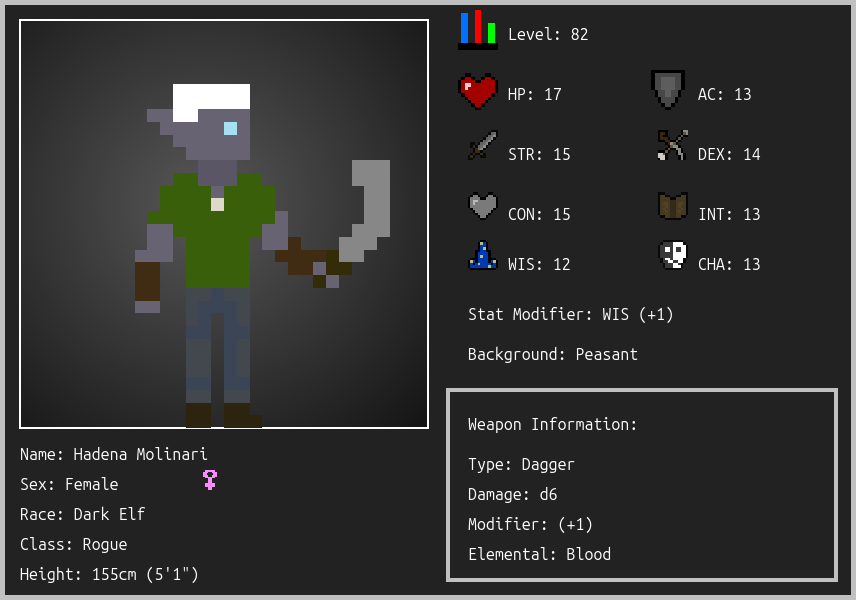 Level: 82
HP: 17
AC: 13
STR: 15
DEX: 14
CON: 15
INT: 13
WIS: 12
CHA: 13
Stat Modifier: WIS (+1)
Background: Peasant
Weapon Information:
Type: Dagger
Damage: d6
Modifier: (+1)
Elemental: Blood
Name: Hadena Molinari
Sex: Female
Race: Dark Elf
Class: Rogue
Height: 155cm (5'1")